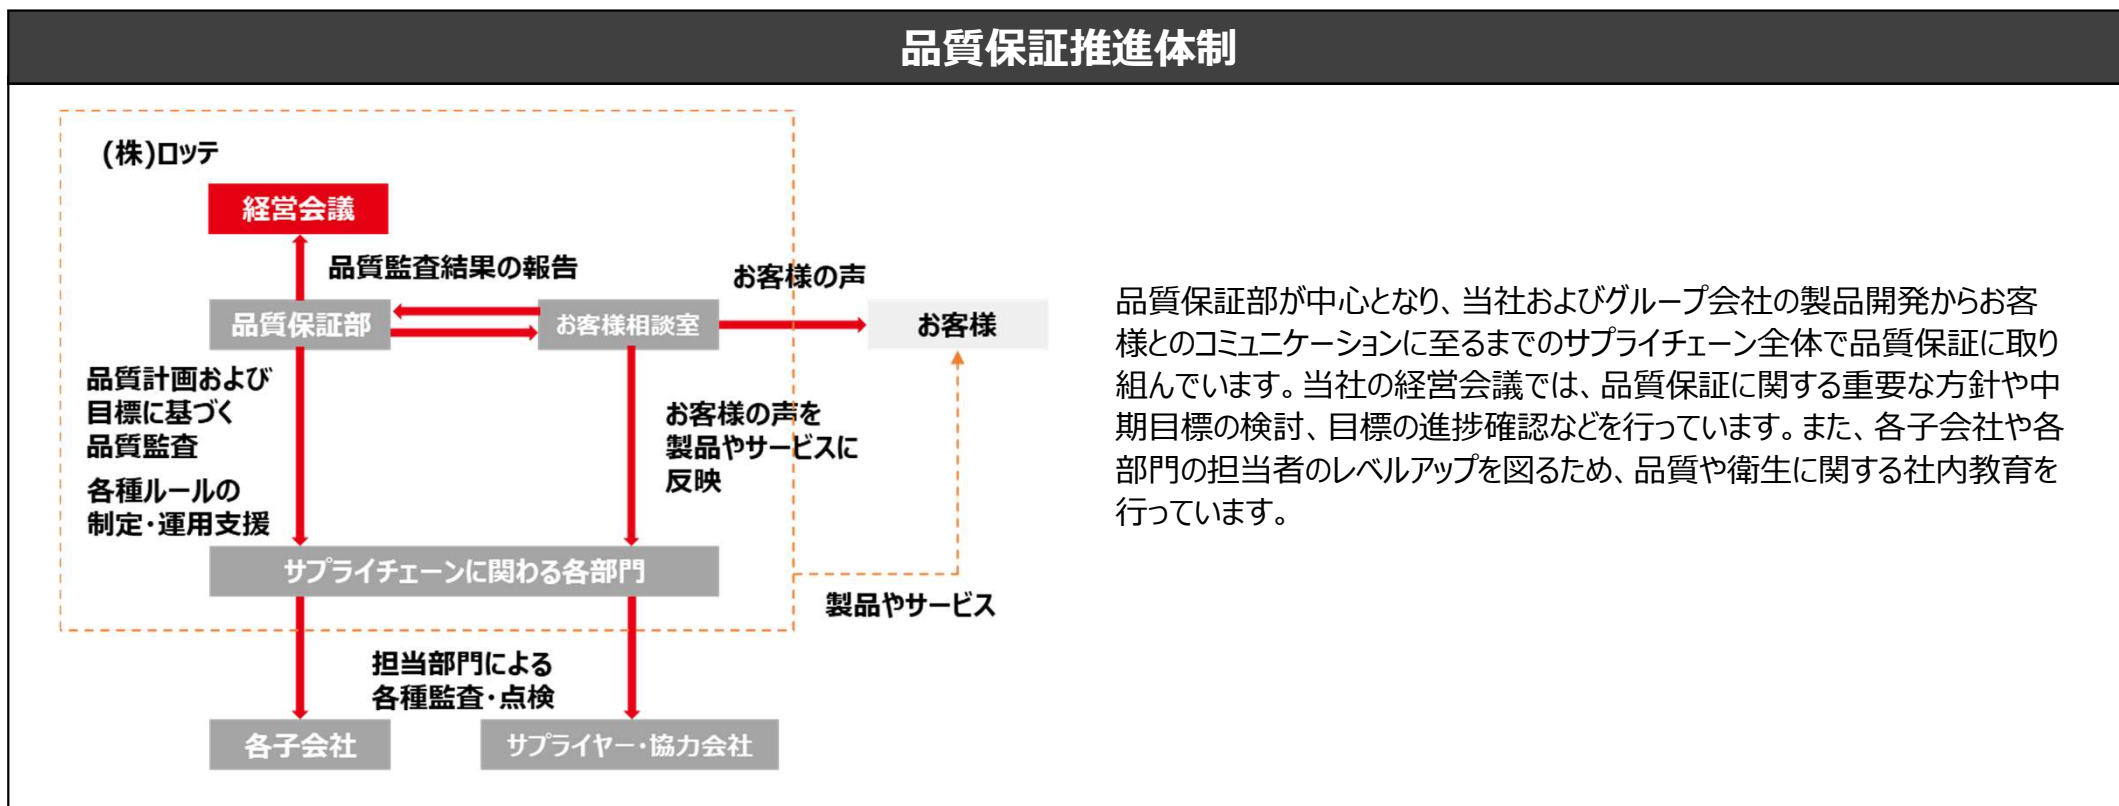 品質保証推進体制
(株)ロッテ
経営会議
品質監査結果の報告
お客様の声
品質保証部
お客様相談室
お客様
品質計画および
目標に基づく
品質監査
各種ルールの
制定・運用支援
お客様の声を
製品やサービスに
反映
サプライチェーンに関わる各部門
製品やサービス
担当部門による
各種監査・点検
各子会社
サプライヤー・協力会社
品質保証部が中心となり、当社およびグループ会社の製品開発からお客
様とのコミュニケーションに至るまでのサプライチェーン全体で品質保証に取り
組んでいます。当社の経営会議では、品質保証に関する重要な方針や中
期目標の検討、目標の進捗確認などを行っています。また、各子会社や各
部門の担当者のレベルアップを図るため、品質や衛生に関する社内教育を
行っています。